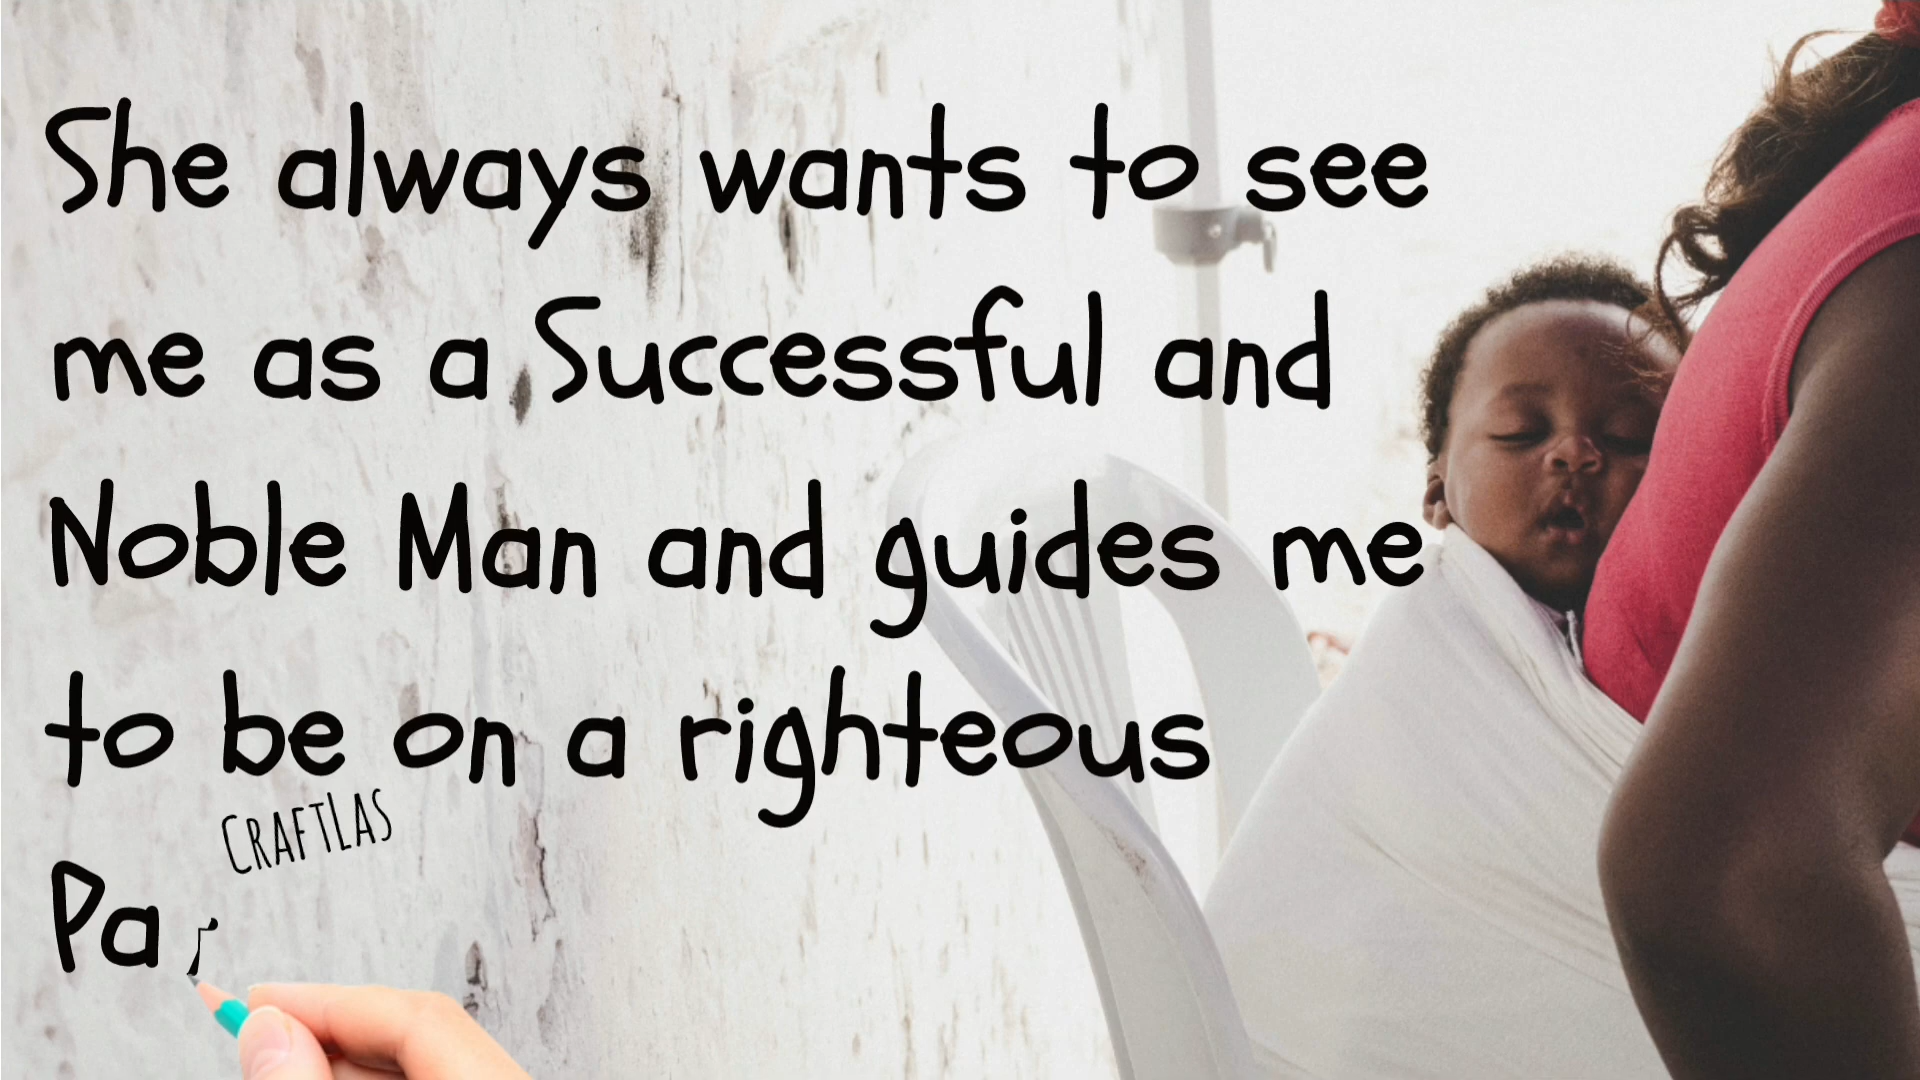 She always wants to see
me as a Successful and
Noble Man and guides me
to be on a righteous
CraftLas
Pa